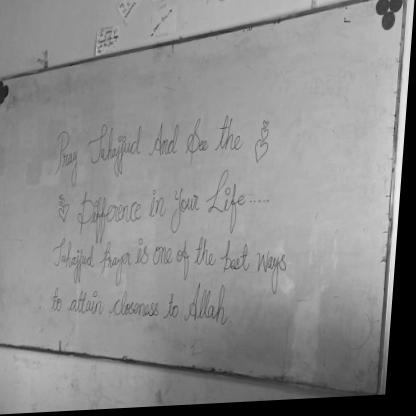 Pray Tahajjud And See the
Difference in Your Life.....
Tahajjud Prayer is one of the best ways
to attain closeness to Allah